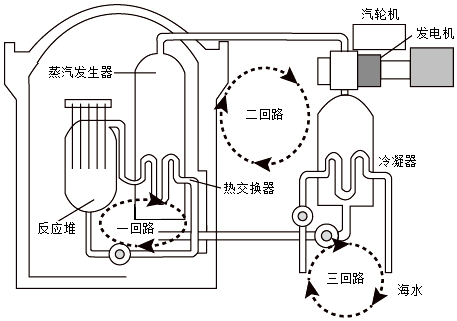 汽轮机
发电机
蒸汽发生器
二回路
冷凝器
热交换器
反应堆
一回路
三回路
海水